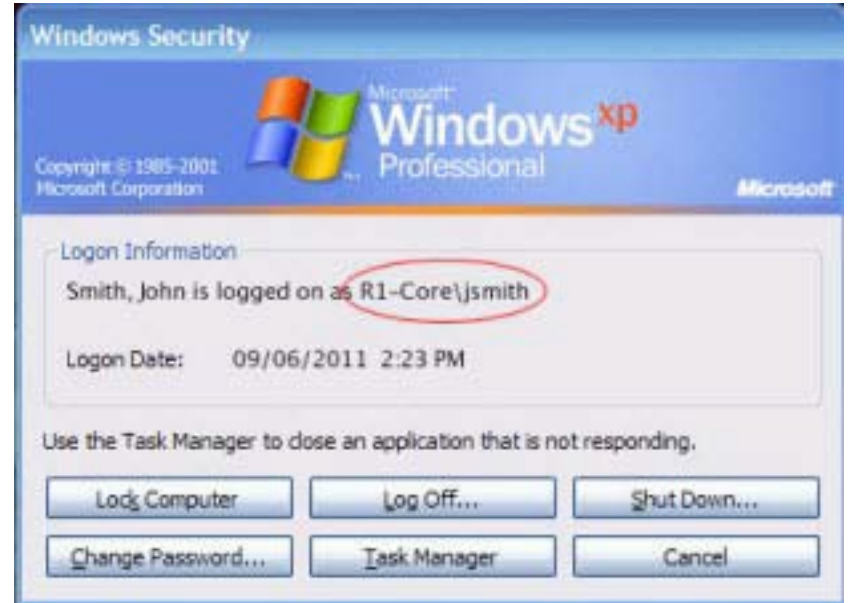 Windows Security
Microsoft
Windows xp
Professional
Copyright © 1985-2001
Microsoft Corporation
Microsoft
Logon Information
Smith, John is logged on as R1-Core\jsmith
Logon Date: 09/06/2011 2:23 PM
Use the Task Manager to close an application that is not responding.
Lock Computer
Log Off...
Shut Down...
Change Password...
Task Manager
Cancel